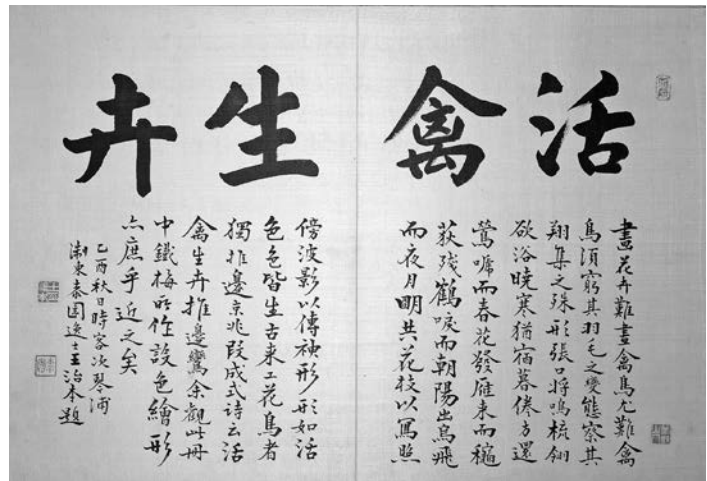 活禽生卉
畫花卉難畫禽鳥尤難禽
鳥須窮其羽毛之變態察其
翔集之殊形張口將鳴梳翎
欲浴曉寒猶宿暮倦方還
鶯啼而春花發雁來而穐
荻殘鶴唳而朝陽出烏飛
而夜月明共花枝以寫照
傍波影以傳神形形如活
色色皆生古來工花鳥者
獨推邊京兆段成式詩云活
禽生卉推邊鸞余觀此冊
中鐵梅所作設色繪形
亦庶乎近之矣
乙酉秋日時客次琴浦
淛東泰園逸士王治本題